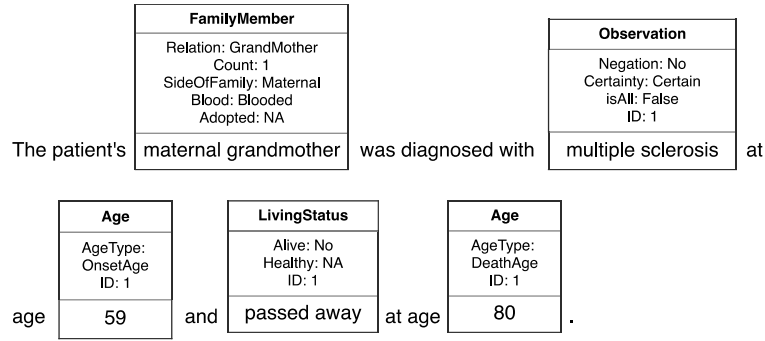 FamilyMember
Relation: GrandMother
Count: 1
SideOfFamily: Maternal
Blood: Blooded
Adopted: NA
Observation
Negation: No
Certainty: Certain
isAll: False
ID: 1
The patient's maternal grandmother was diagnosed with multiple sclerosis at
Age
AgeType:
OnsetAge
ID: 1
LivingStatus
Alive: No
Healthy: NA
ID: 1
Age
AgeType:
DeathAge
ID: 1
age 59 and passed away at age 80 .